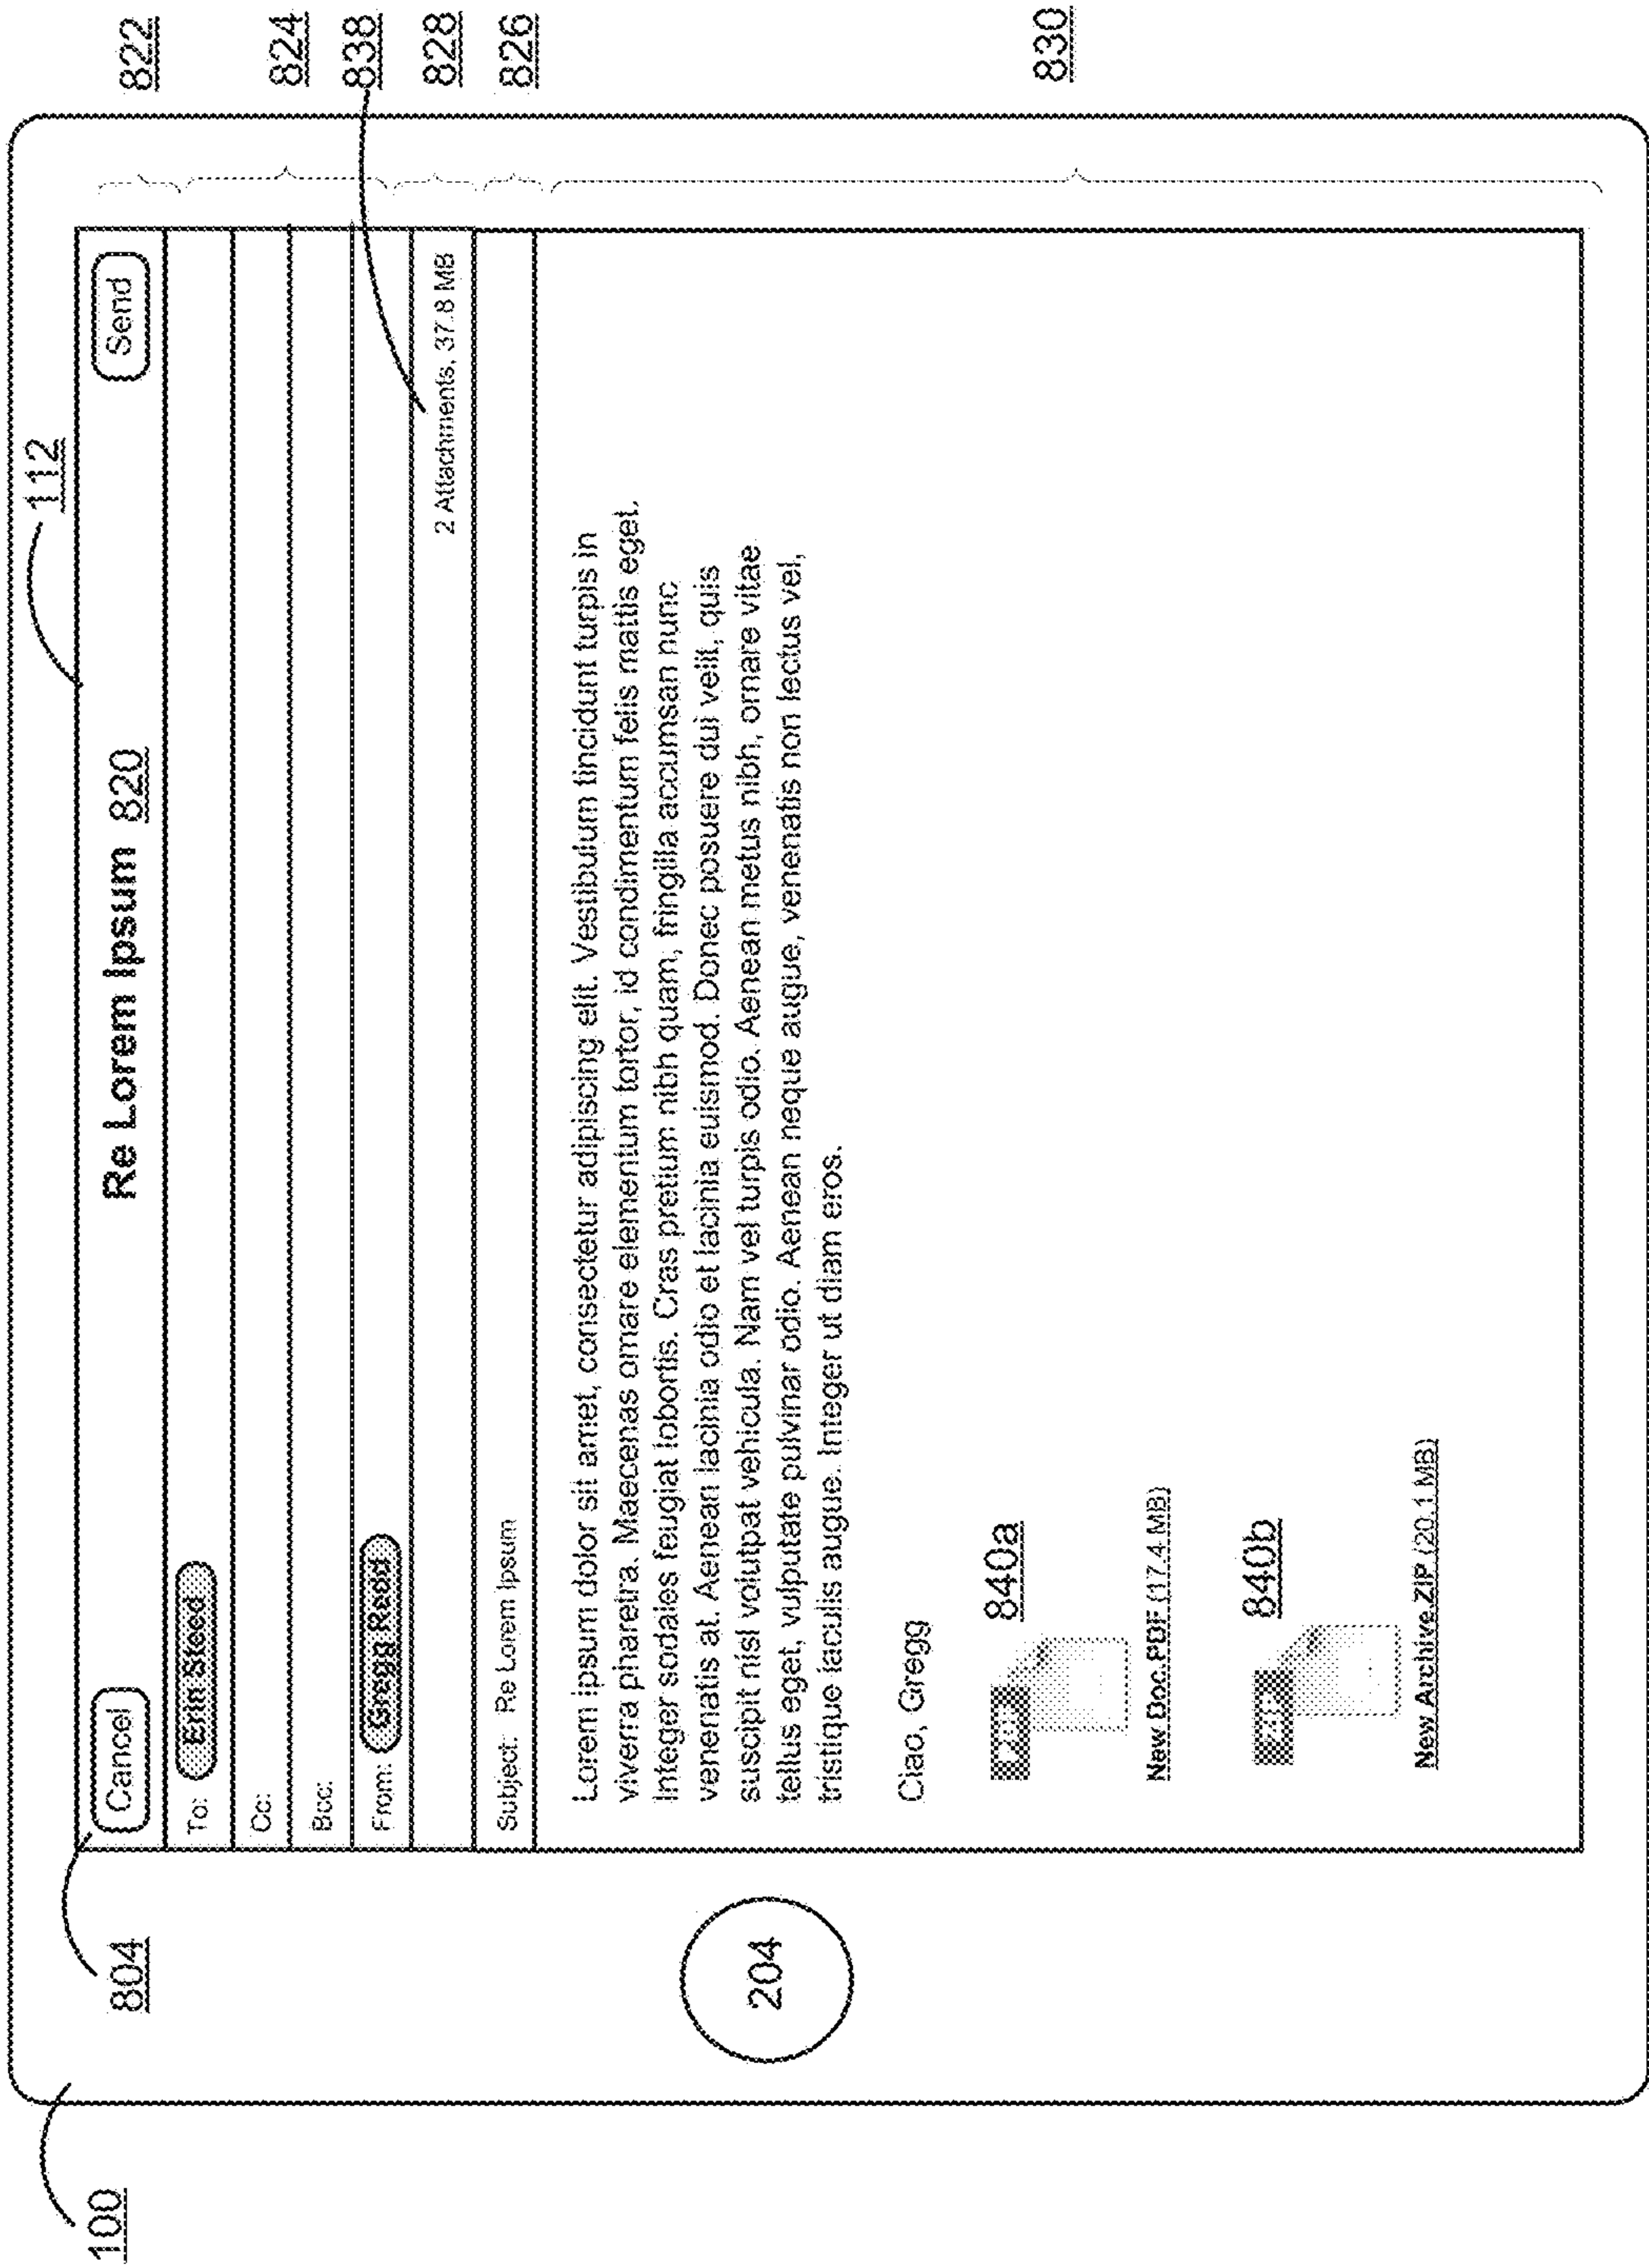 100
804
112
822
Cancel
Re Lorem Ipsum 820
Send
To: Erin Steed
824
Cc:
Bcc:
838
From: Gregg Read
828
2 Attachments, 37.8 MB
826
Subject: Re Lorem Ipsum
830
204
Lorem ipsum dolor sit amet, consectetur adipiscing elit. Vestibulum tincidunt turpis in
viverra pharetra. Maecenas ornare elementum tortor, id condimentum felis mattis eget.
Integer sodales feugiat lobortis. Cras pretium nibh quam, fringilla accumsan nunc
venenatis at. Aenean lacinia odio et lacinia euismod. Donec posuere dui velit, quis
suscipit nisl volutpat vehicula. Nam vel turpis odio. Aenean metus nibh, ornare vitae
tellus eget, vulputate pulvinar odio. Aenean neque augue, venenatis non lectus vel,
tristique iaculis augue. Integer ut diam eros.
Ciao, Gregg
840a
New Doc.PDF (17.4 MB)
840b
New Archive.ZIP (20.1 MB)